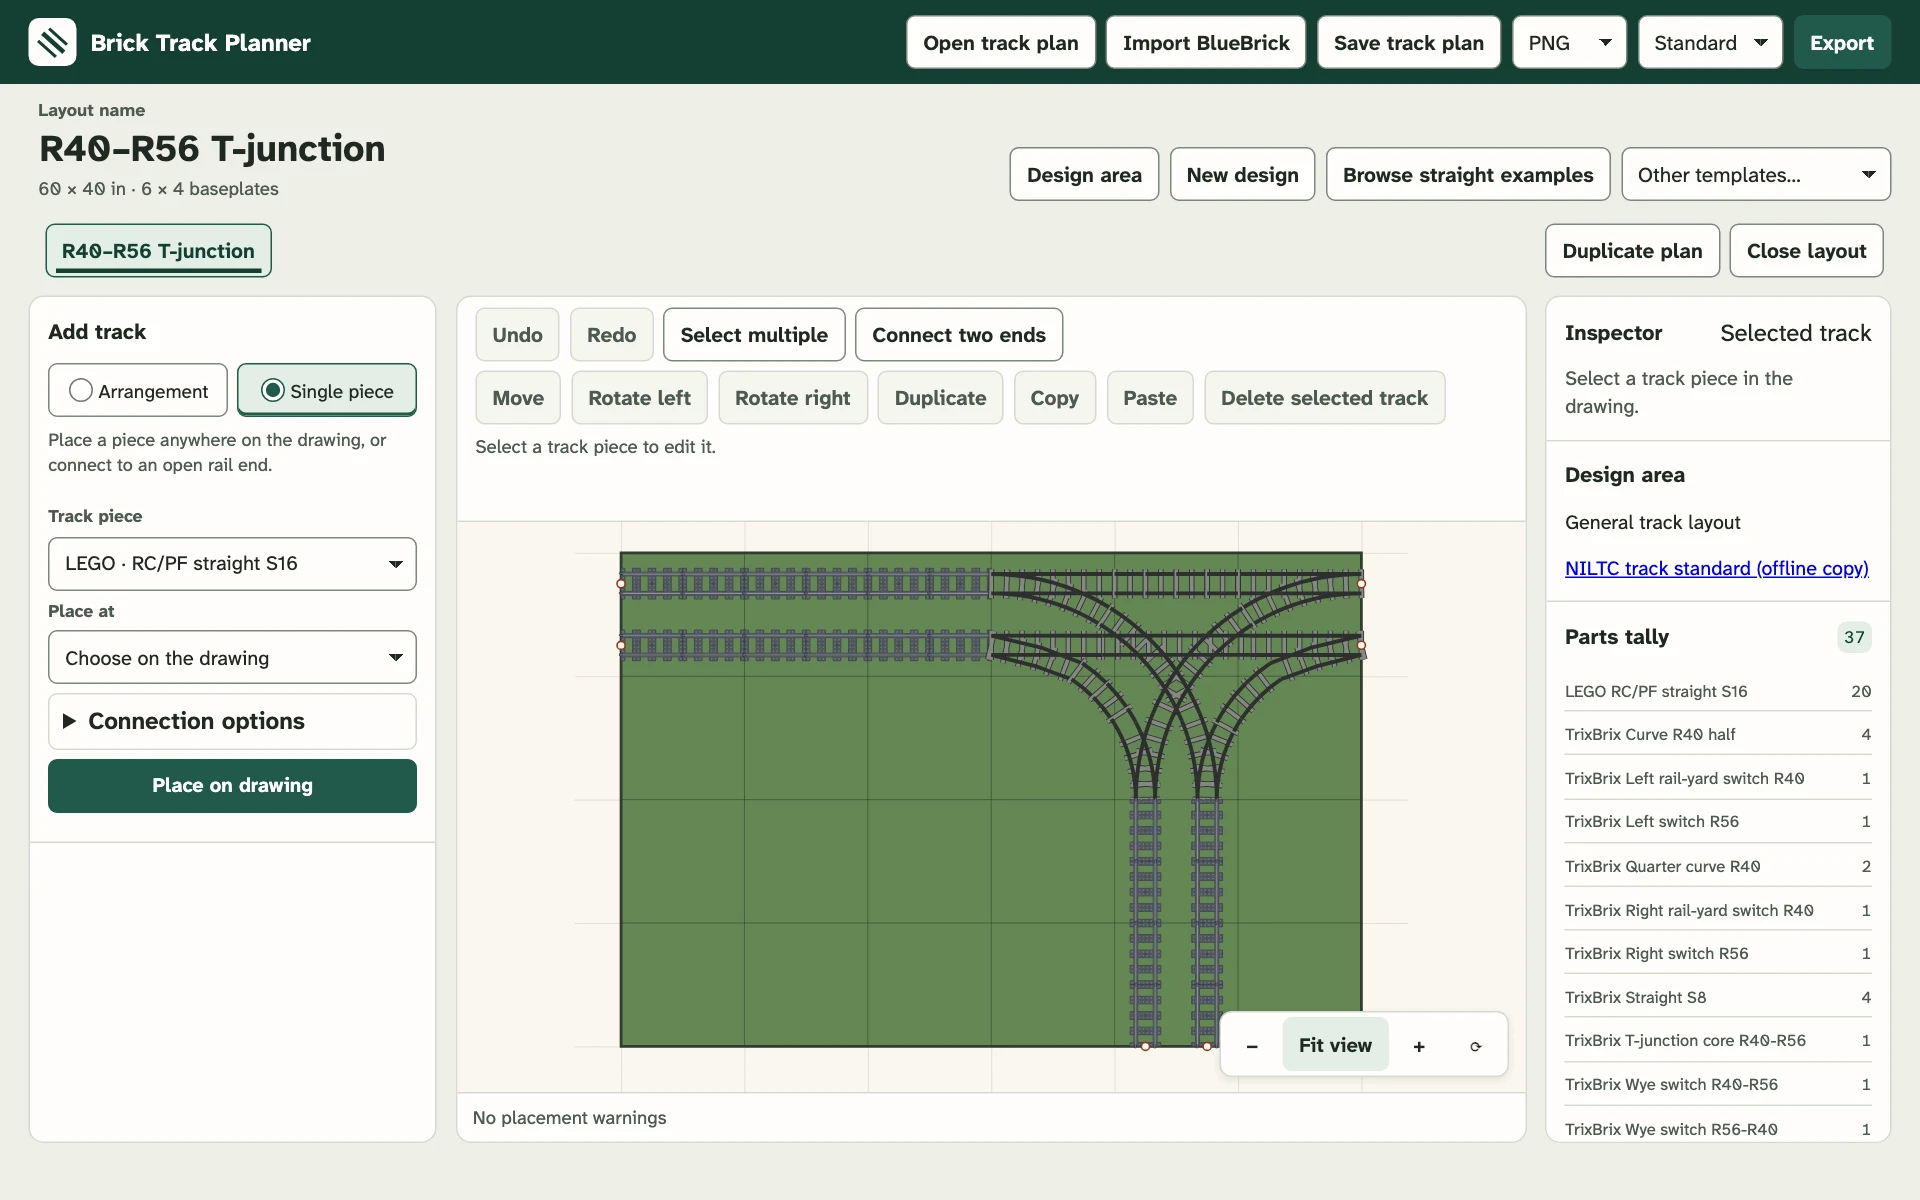 Brick Track Planner
Open track plan
Import BlueBrick
Save track plan
PNG
Standard
Export
Layout name
R40–R56 T-junction
60 × 40 in · 6 × 4 baseplates
Design area
New design
Browse straight examples
Other templates...
R40–R56 T-junction
Duplicate plan
Close layout
Add track
Arrangement
Single piece
Place a piece anywhere on the drawing, or
connect to an open rail end.
Track piece
LEGO · RC/PF straight S16
Place at
Choose on the drawing
Connection options
Place on drawing
Undo
Redo
Select multiple
Connect two ends
Move
Rotate left
Rotate right
Duplicate
Copy
Paste
Delete selected track
Select a track piece to edit it.
Fit view
No placement warnings
Inspector
Selected track
Select a track piece in the
drawing.
Design area
General track layout
NILTC track standard (offline copy)
Parts tally 37
LEGO RC/PF straight S16 20
TrixBrix Curve R40 half 4
TrixBrix Left rail-yard switch R40 1
TrixBrix Left switch R56 1
TrixBrix Quarter curve R40 2
TrixBrix Right rail-yard switch R40 1
TrixBrix Right switch R56 1
TrixBrix Straight S8 4
TrixBrix T-junction core R40-R56 1
TrixBrix Wye switch R40-R56 1
TrixBrix Wye switch R56-R40 1